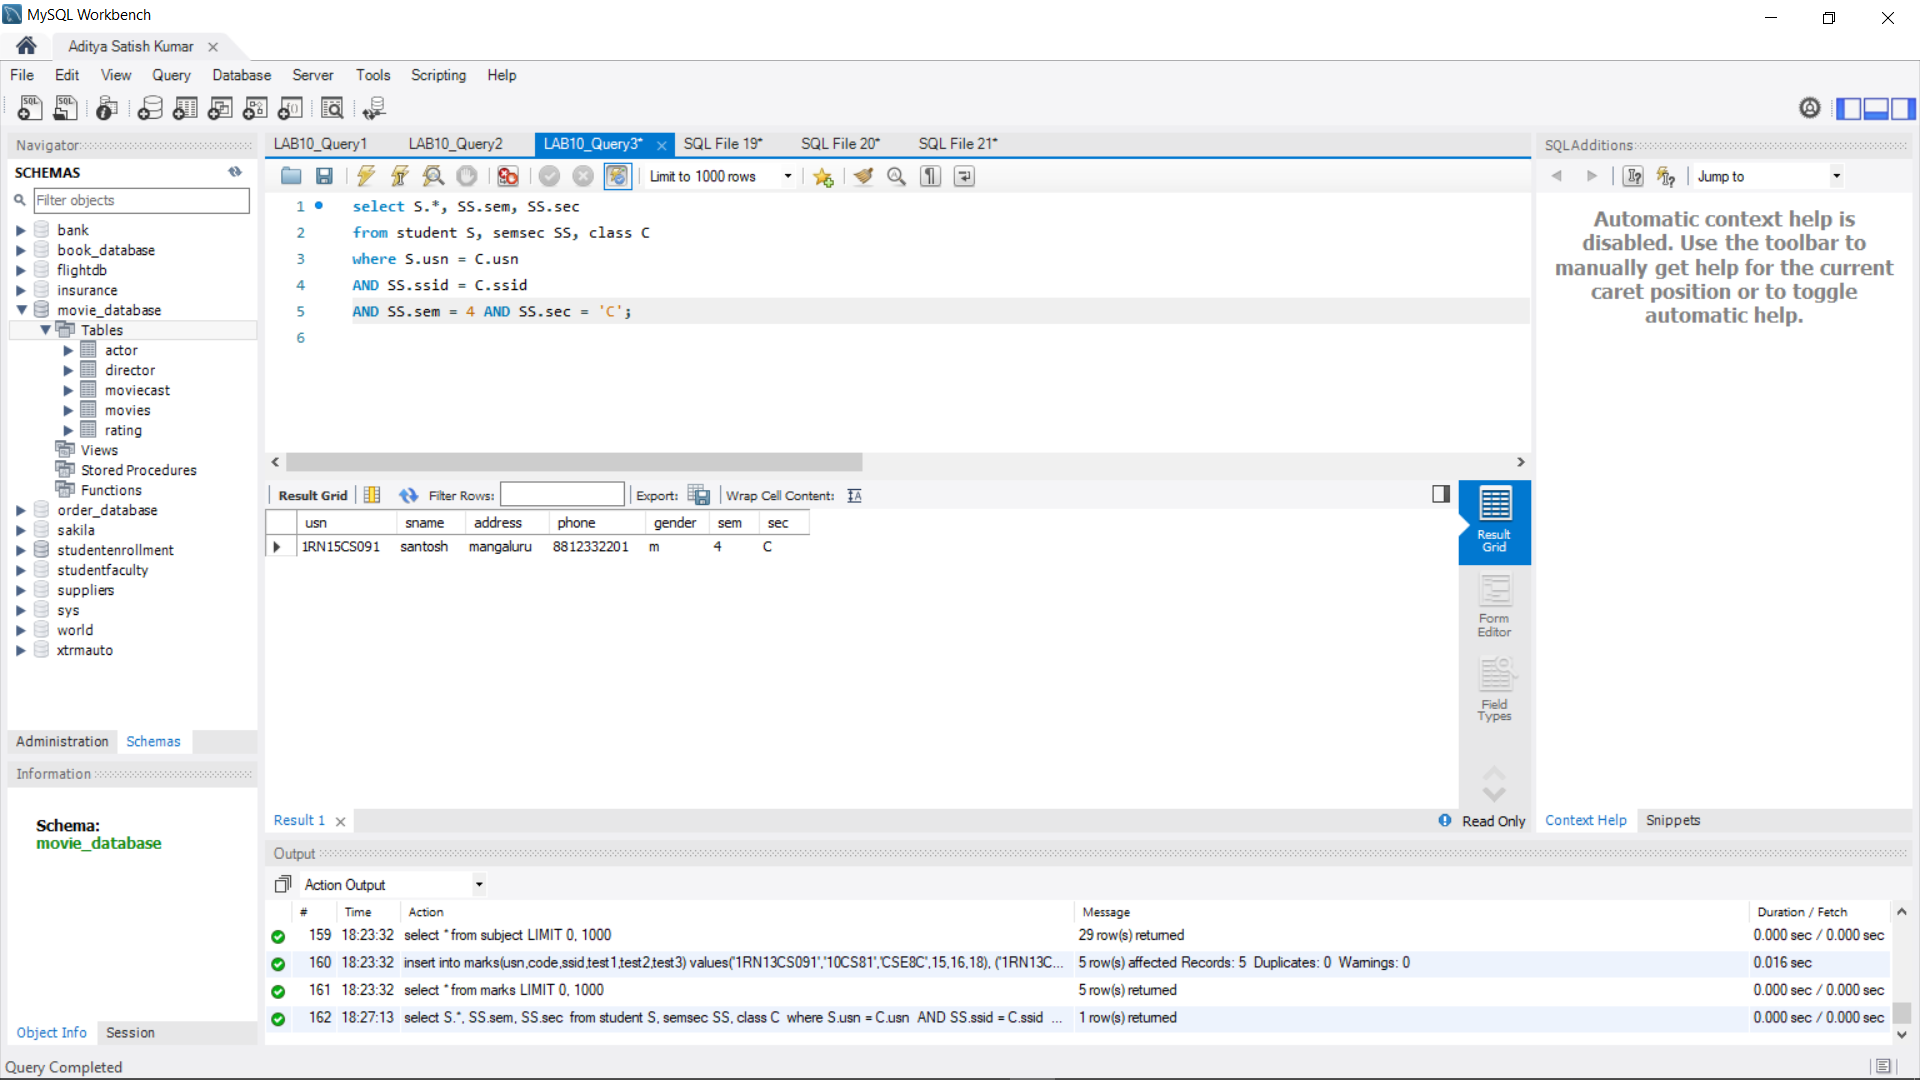 MySQL Workbench
Aditya Satish Kumar
File Edit View Query Database Server Tools Scripting Help
Navigator
SCHEMAS
Filter objects
bank
book_database
flightdb
insurance
movie_database
Tables
actor
director
moviecast
movies
rating
Views
Stored Procedures
Functions
order_database
sakila
studentenrollment
studentfaculty
suppliers
sys
world
xtrmauto
Administration Schemas
Information
Schema:
movie_database
Object Info Session
LAB10_Query1 LAB10_Query2 LAB10_Query3* SQL File 19* SQL File 20* SQL File 21*
Limit to 1000 rows
1 select S.*, SS.sem, SS.sec
2 from student S, semsec SS, class C
3 where S.usn = C.usn
4 AND SS.ssid = C.ssid
5 AND SS.sem = 4 AND SS.sec = 'C';
6
Result Grid Filter Rows: Export: Wrap Cell Content:
usn sname address phone gender sem sec
1RN15CS091 santosh mangaluru 8812332201 m 4 C
Result
Grid
Form
Editor
Field
Types
Result 1 Read Only
SQLAdditions
Jump to
Automatic context help is
disabled. Use the toolbar to
manually get help for the current
caret position or to toggle
automatic help.
Context Help Snippets
Output
Action Output
# Time Action Message Duration / Fetch
159 18:23:32 select * from subject LIMIT 0, 1000 29 row(s) returned 0.000 sec / 0.000 sec
160 18:23:32 insert into marks(usn,code,ssid,test1,test2,test3) values('1RN13CS091','10CS81','CSE8C',15,16,18), ('1RN13C... 5 row(s) affected Records: 5 Duplicates: 0 Warnings: 0 0.016 sec
161 18:23:32 select * from marks LIMIT 0, 1000 5 row(s) returned 0.000 sec / 0.000 sec
162 18:27:13 select S.*, SS.sem, SS.sec from student S, semsec SS, class C where S.usn = C.usn AND SS.ssid = C.ssid ... 1 row(s) returned 0.000 sec / 0.000 sec
Query Completed